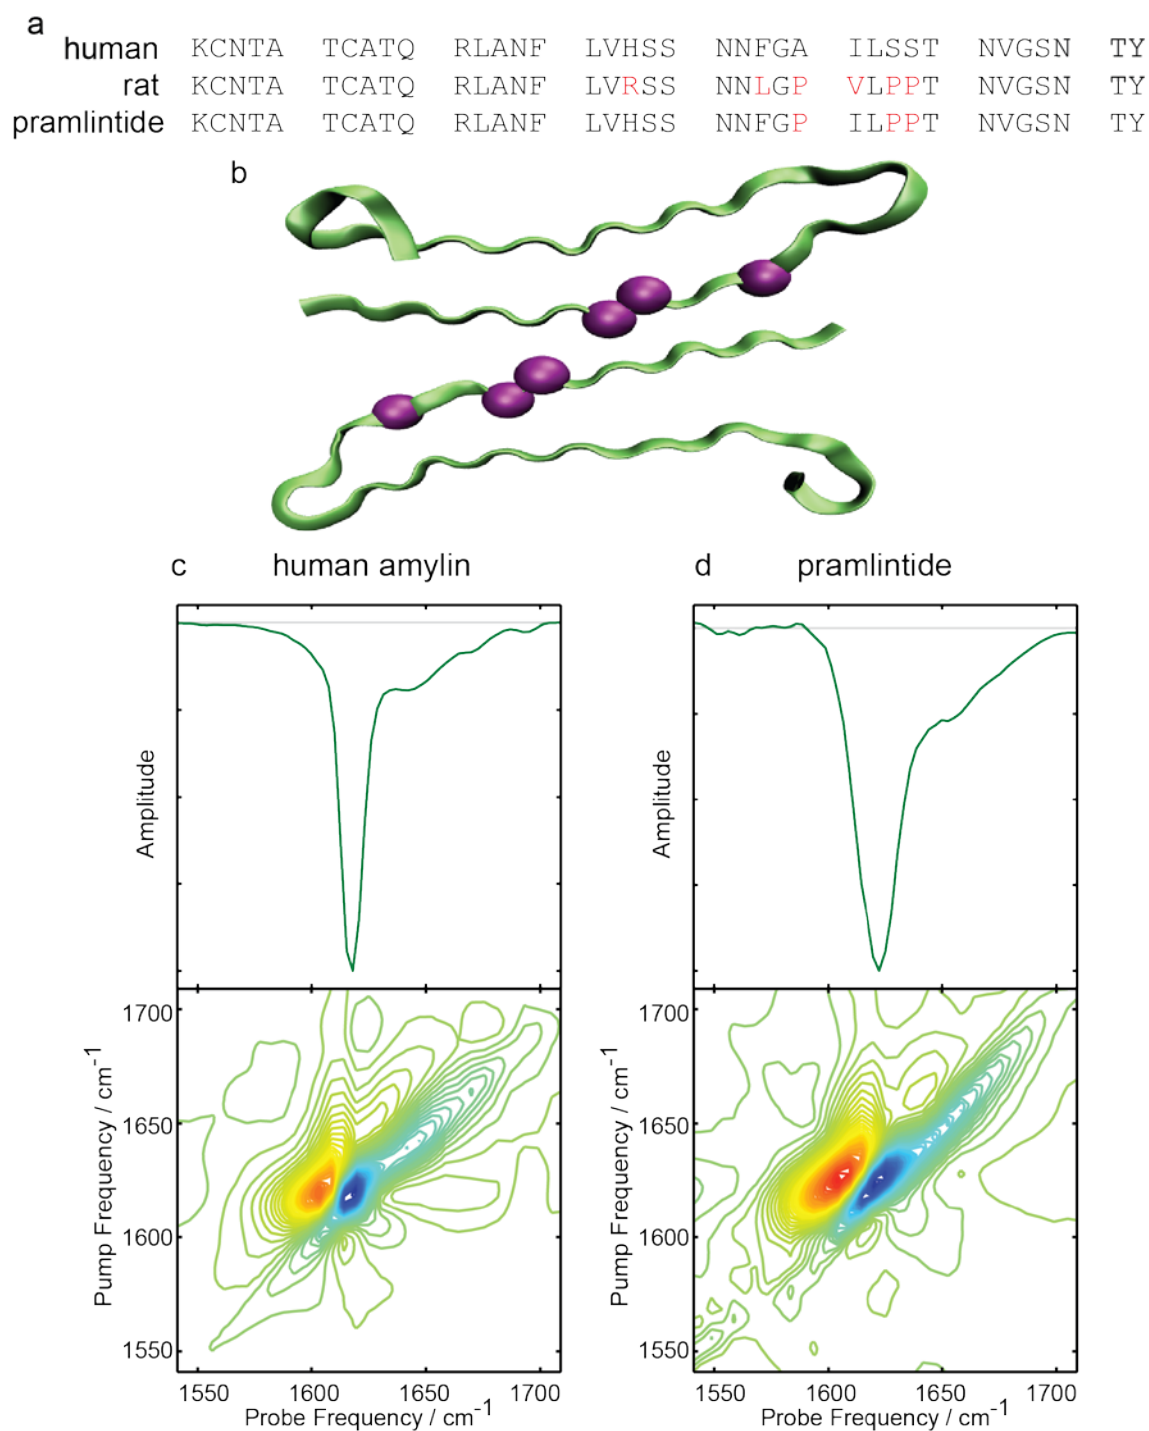 a
human KCNTA TCATQ RLANF LVHSS NNFGA ILSST NVGSN TY
rat KCNTA TCATQ RLANF LVRSS NNLGP VLPPT NVGSN TY
pramlintide KCNTA TCATQ RLANF LVHSS NNFGP ILPPT NVGSN TY
b
c human amylin
d pramlintide
Amplitude
Amplitude
Pump Frequency / cm-1
1700
1650
1600
1550
1550 1600 1650 1700
Probe Frequency / cm-1
Pump Frequency / cm-1
1700
1650
1600
1550
1550 1600 1650 1700
Probe Frequency / cm-1